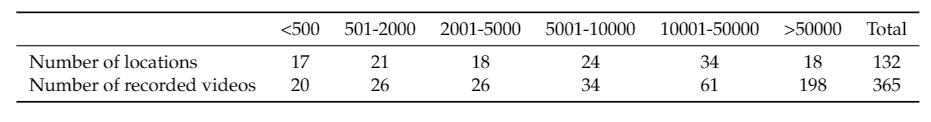 <500 501-2000 2001-5000 5001-10000 10001-50000 >50000 Total
Number of locations 17 21 18 24 34 18 132
Number of recorded videos 20 26 26 34 61 198 365